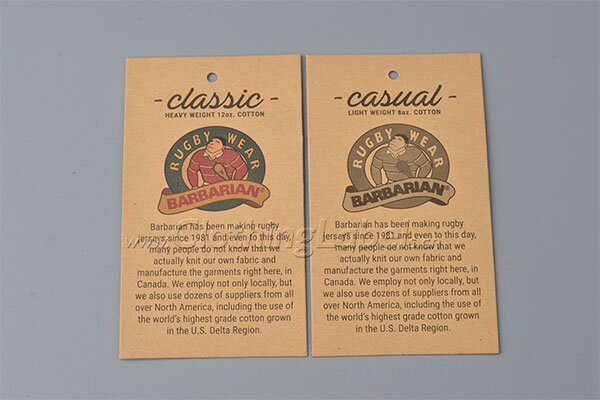 - classic -
HEAVY WEIGHT 12oz. COTTON
RUGBY WEAR
BARBARIAN®
Barbarian has been making rugby
jerseys since 1981 and even to this day,
many people do not know that we
actually knit our own fabric and
manufacture the garments right here, in
Canada. We employ not only locally, but
we also use dozens of suppliers from all
over North America, including the use of
the world's highest grade cotton grown
in the U.S. Delta Region.
- casual -
LIGHT WEIGHT 8oz. COTTON
RUGBY WEAR
BARBARIAN®
Barbarian has been making rugby
jerseys since 1981 and even to this day,
many people do not know that we
actually knit our own fabric and
manufacture the garments right here, in
Canada. We employ not only locally, but
we also use dozens of suppliers from all
over North America, including the use of
the world's highest grade cotton grown
in the U.S. Delta Region.